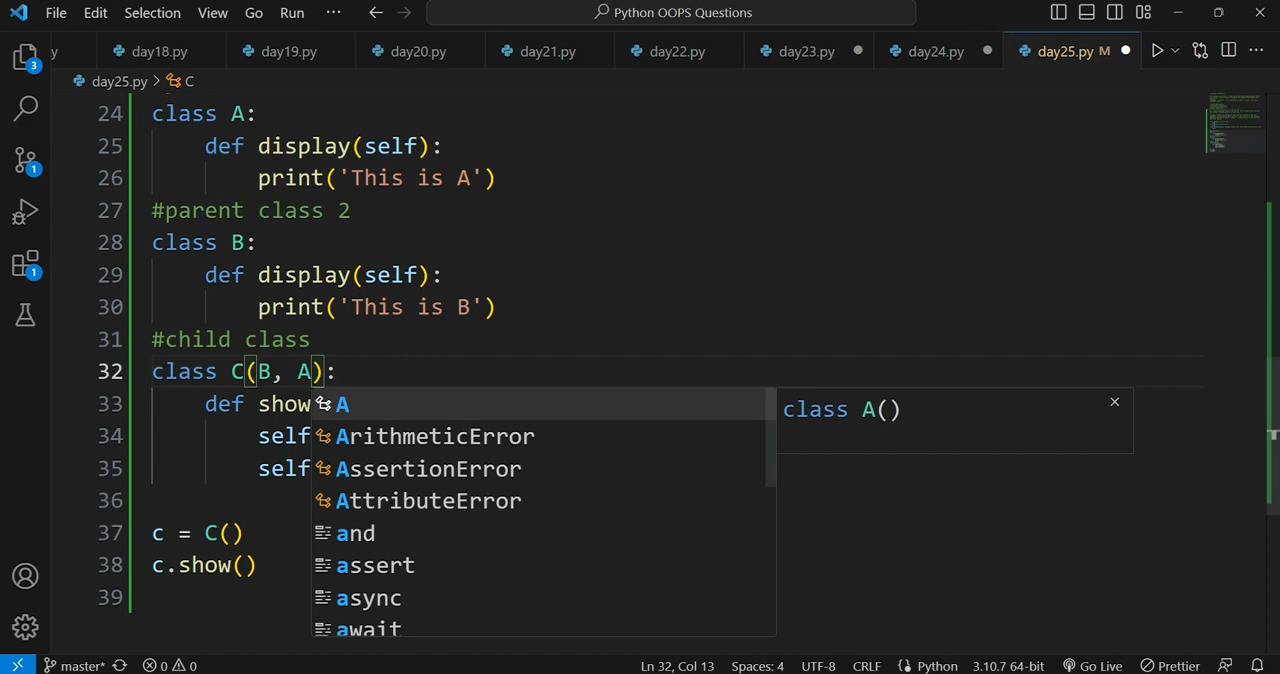 File Edit Selection View Go Run ··· Python OOPS Questions
3 y day18.py day19.py day20.py day21.py day22.py day23.py day24.py day25.py M ···
day25.py > C
24 class A:
25 def display(self):
26 print('This is A')
27 #parent class 2
28 class B:
29 def display(self):
30 print('This is B')
31 #child class
32 class C(B, A):
33 def show A class A()
34 self ArithmeticError
35 self AssertionError
36 AttributeError
37 c = C() and
38 c.show() assert
39 async
await
1
1
master* 0 0 Ln 32, Col 13 Spaces: 4 UTF-8 CRLF Python 3.10.7 64-bit Go Live Prettier